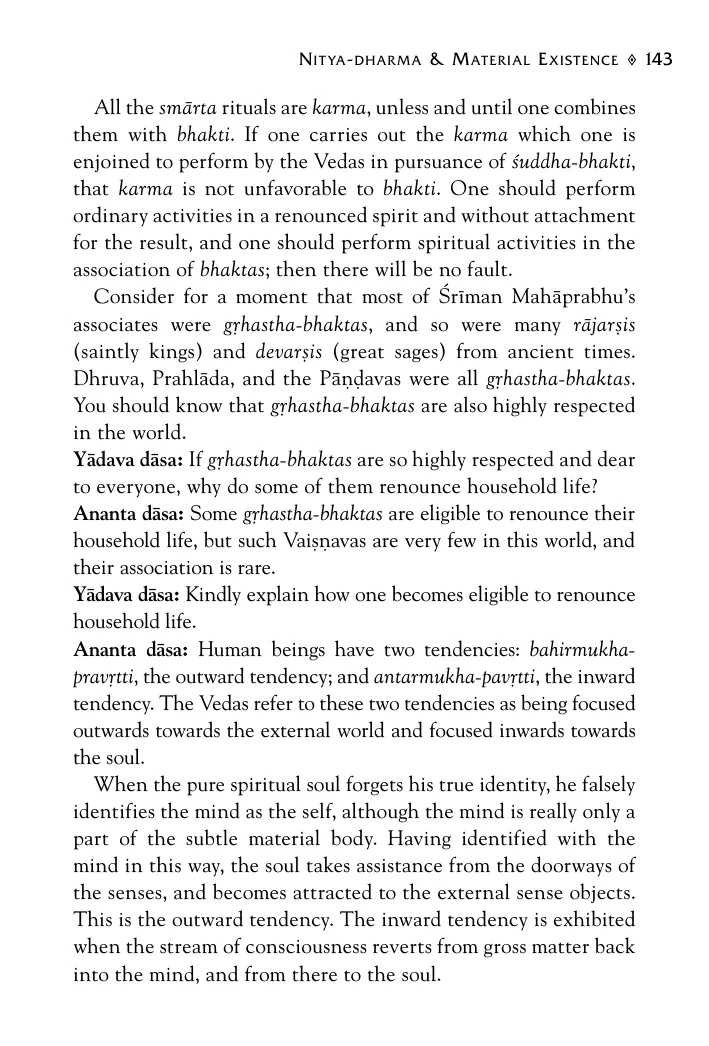 NITYA-DHARMA & MATERIAL EXISTENCE ◈ 143
All the smārta rituals are karma, unless and until one combines
them with bhakti. If one carries out the karma which one is
enjoined to perform by the Vedas in pursuance of śuddha-bhakti,
that karma is not unfavorable to bhakti. One should perform
ordinary activities in a renounced spirit and without attachment
for the result, and one should perform spiritual activities in the
association of bhaktas; then there will be no fault.
Consider for a moment that most of Śrīman Mahāprabhu's
associates were gṛhastha-bhaktas, and so were many rājarṣis
(saintly kings) and devarṣis (great sages) from ancient times.
Dhruva, Prahlāda, and the Pāṇḍavas were all gṛhastha-bhaktas.
You should know that gṛhastha-bhaktas are also highly respected
in the world.
Yādava dāsa: If gṛhastha-bhaktas are so highly respected and dear
to everyone, why do some of them renounce household life?
Ananta dāsa: Some gṛhastha-bhaktas are eligible to renounce their
household life, but such Vaiṣṇavas are very few in this world, and
their association is rare.
Yādava dāsa: Kindly explain how one becomes eligible to renounce
household life.
Ananta dāsa: Human beings have two tendencies: bahirmukha-
pravṛtti, the outward tendency; and antarmukha-pavṛtti, the inward
tendency. The Vedas refer to these two tendencies as being focused
outwards towards the external world and focused inwards towards
the soul.
When the pure spiritual soul forgets his true identity, he falsely
identifies the mind as the self, although the mind is really only a
part of the subtle material body. Having identified with the
mind in this way, the soul takes assistance from the doorways of
the senses, and becomes attracted to the external sense objects.
This is the outward tendency. The inward tendency is exhibited
when the stream of consciousness reverts from gross matter back
into the mind, and from there to the soul.